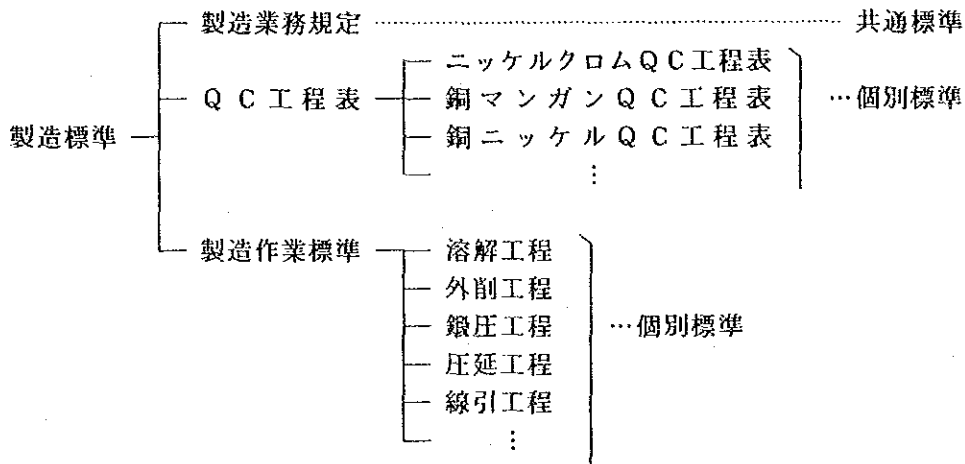 製造業務規定 共通標準
ニッケルクロムQC工程表
QC工程表 銅マンガンQC工程表 …個別標準
製造標準 銅ニッケルQC工程表
⋮
製造作業標準 溶解工程
外削工程
鍛圧工程 …個別標準
圧延工程
線引工程
⋮